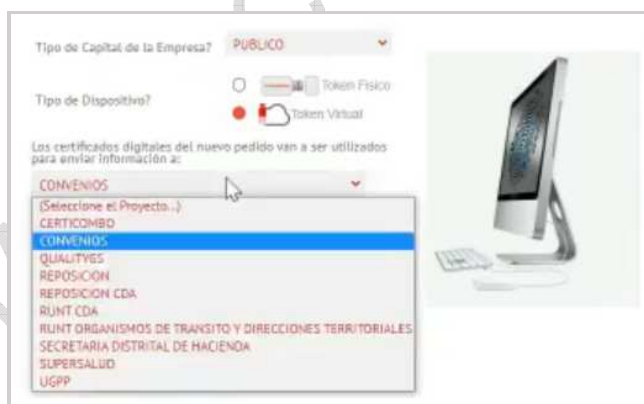 Tipo de Capital de la Empresa? PUBLICO
Token Fisico
Tipo de Dispositivo?
Token Virtual
Los certificados digitales del nuevo pedido van a ser utilizados
para enviar información a:
CONVENIOS
(Seleccione el Proyecto...)
CERTICOMBO
CONVENIOS
QUALITYGS
REPOSICION
REPOSICION CDA
RUNT CDA
RUNT ORGANISMOS DE TRANSITO Y DIRECCIONES TERRITORIALES
SECRETARIA DISTRITAL DE HACIENDA
SUPERSALUD
UGPP